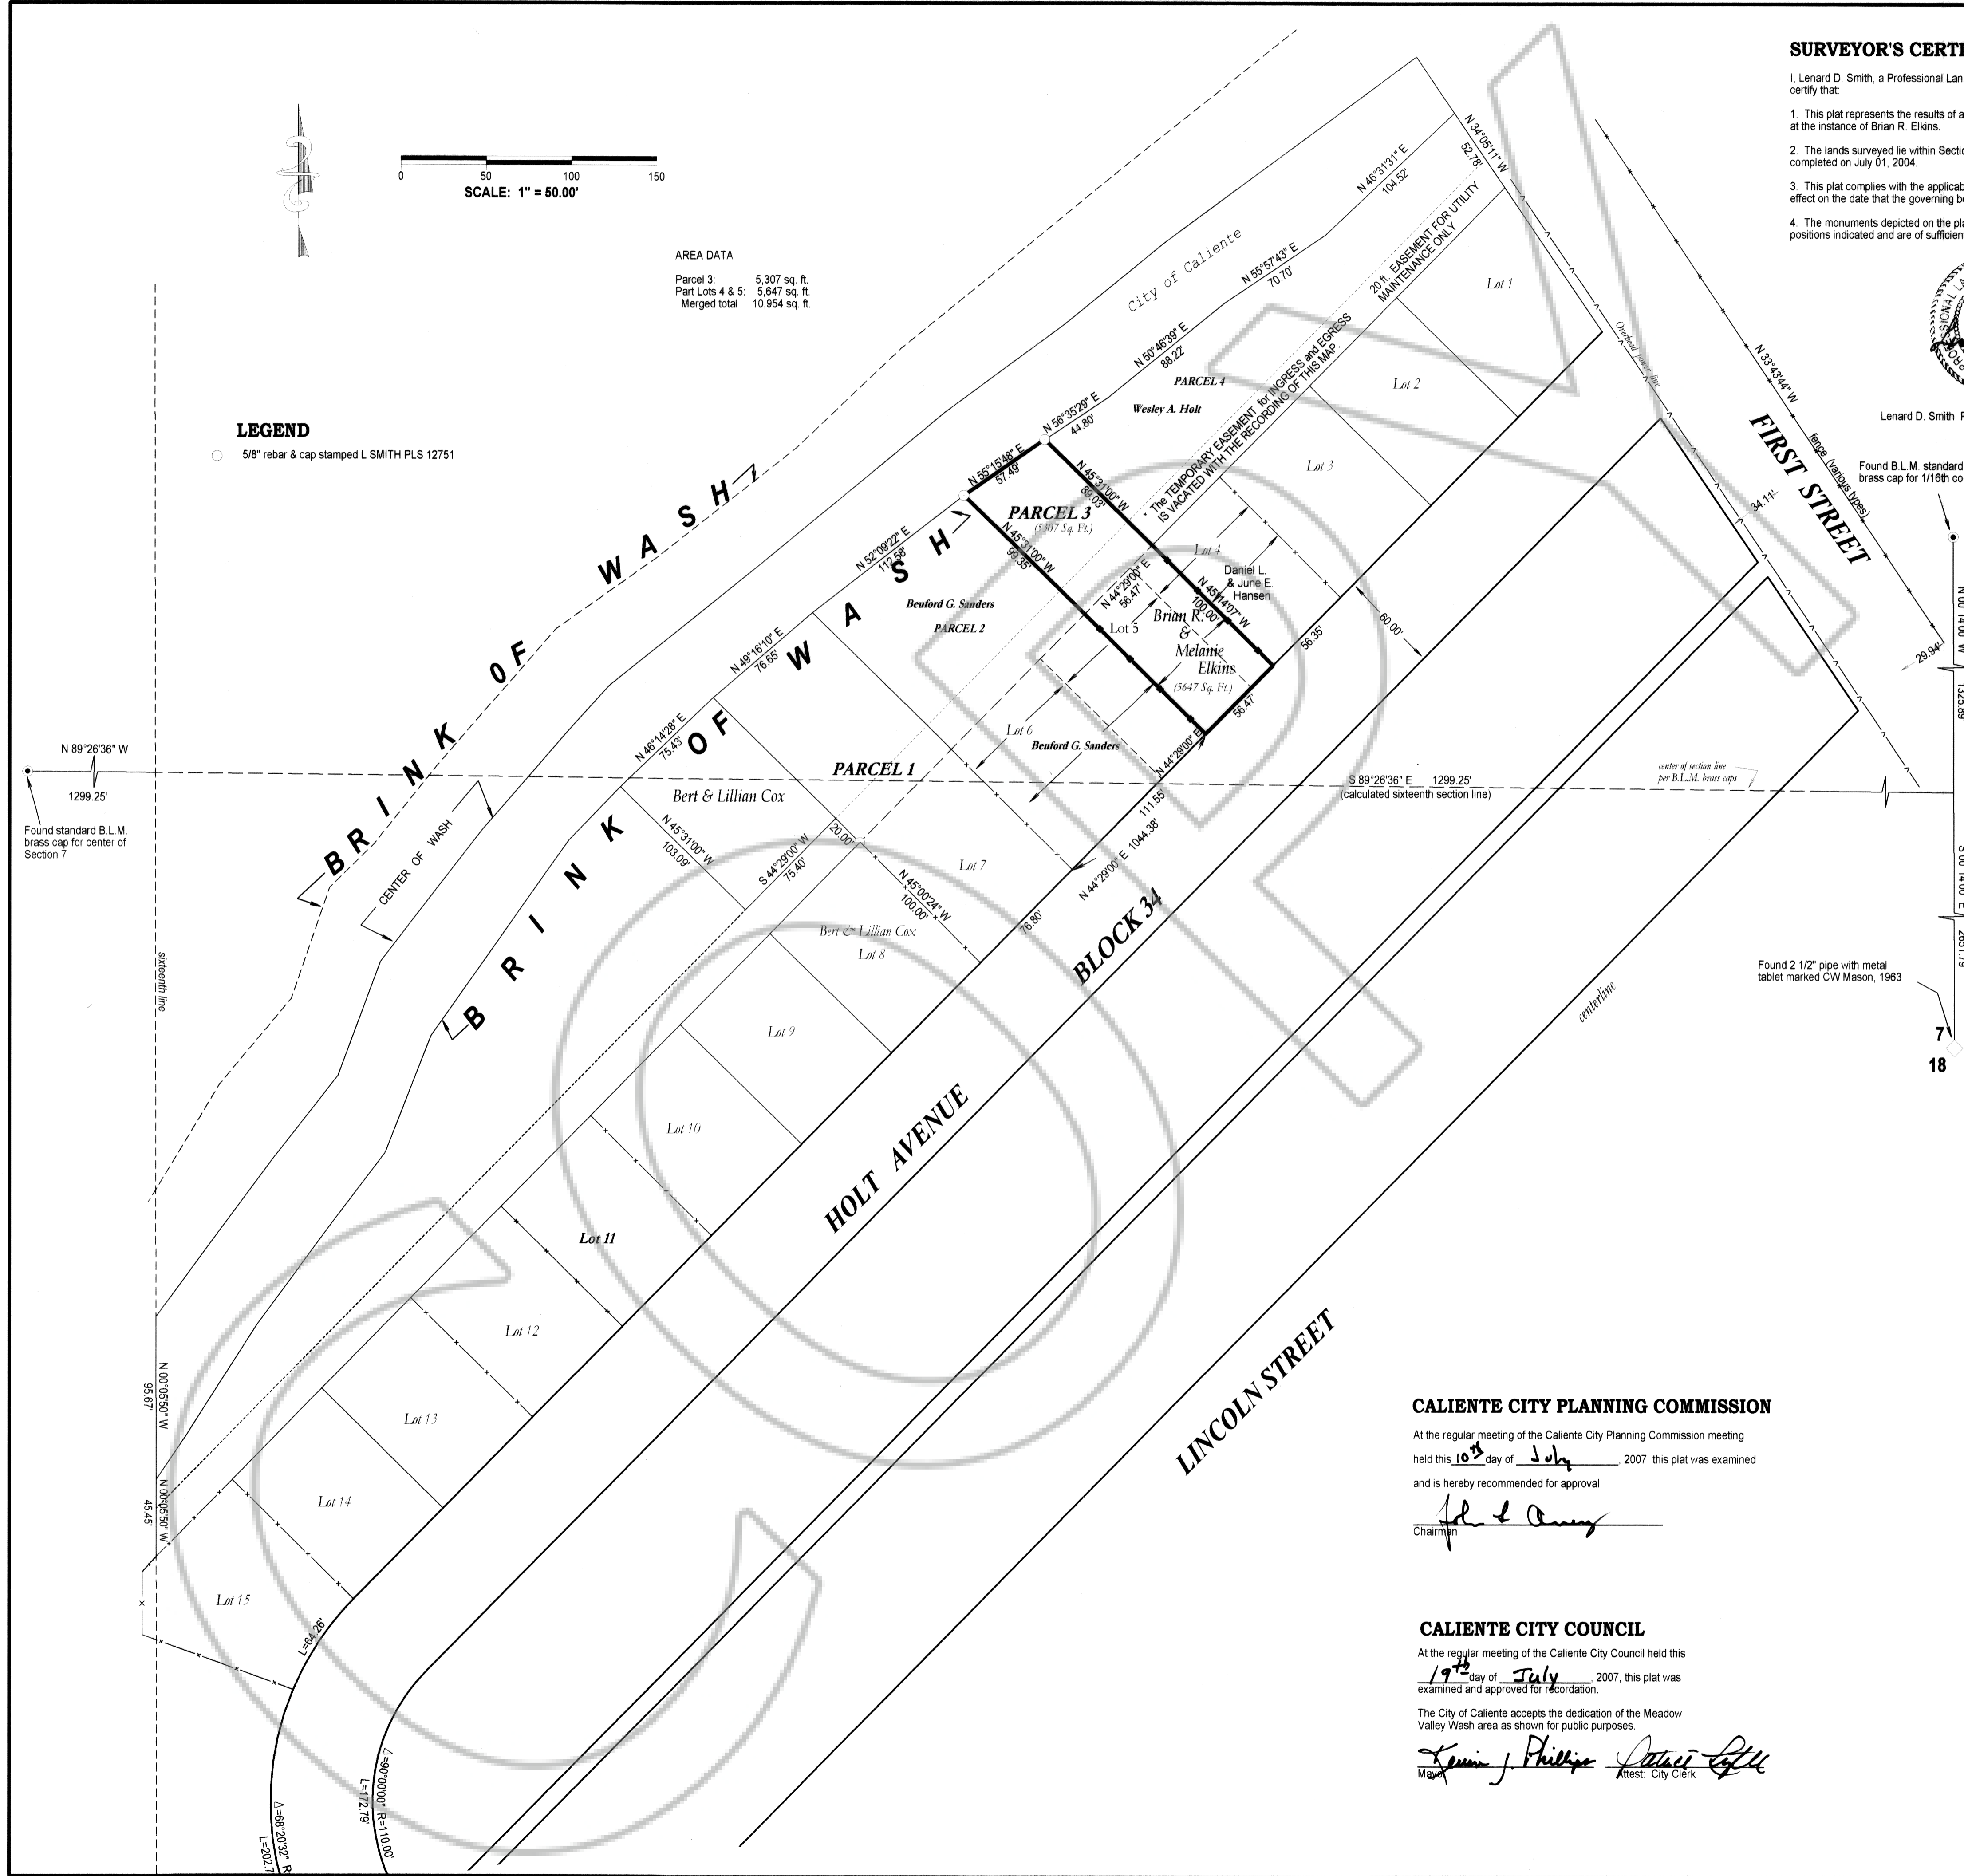 SURVEYOR'S CERTI
I, Lenard D. Smith, a Professional Lan
certify that:
1. This plat represents the results of a
at the instance of Brian R. Elkins.
2. The lands surveyed lie within Secti
completed on July 01, 2004.
3. This plat complies with the applicab
effect on the date that the governing b
4. The monuments depicted on the pla
positions indicated and are of sufficien
Lenard D. Smith P
0 50 100 150
SCALE: 1" = 50.00'
AREA DATA
Parcel 3: 5,307 sq. ft.
Part Lots 4 & 5: 5,647 sq. ft.
Merged total 10,954 sq. ft.
LEGEND
5/8" rebar & cap stamped L SMITH PLS 12751
N 34°05'11" W
52.78'
N 46°31'31" E
104.52'
City of Caliente
N 55°57'43" E
70.70'
20 ft. EASEMENT FOR UTILITY
MAINTENANCE ONLY
N 50°46'39" E
88.22'
PARCEL 4
Wesley A. Holt
* The TEMPORARY EASEMENT for INGRESS and EGRESS
IS VACATED WITH THE RECORDING OF THIS MAP
Lot 1
Lot 2
Lot 3
Overhead power line
N 33°43'44" W
fence (various types)
FIRST STREET
34.11'
29.94'
Found B.L.M. standard
brass cap for 1/16th co
N 00°14'00" W
1325.89
N 56°35'29" E
44.80'
N 55°15'48" E
57.49'
PARCEL 3
(5307 Sq. Ft.)
N 45°31'00" W
89.03'
N 45°31'00" W
99.35'
Lot 4
Daniel L.
& June E.
Hansen
N 44°29'00" E
56.47'
N 45°14'07" W
100.00'
Lot 5
Brian R.
&
Melanie
Elkins
(5647 Sq. Ft.)
56.35'
56.47'
60.00'
BRINK OF WASH
BRINK OF WASH
N 52°09'22" E
112.58'
Beuford G. Sanders
PARCEL 2
N 49°16'10" E
76.65'
N 46°14'28" E
75.43'
Lot 6
Beuford G. Sanders
N 44°29'00" E
111.55'
N 89°26'36" W
1299.25'
Found standard B.L.M.
brass cap for center of
Section 7
CENTER OF WASH
PARCEL 1
Bert & Lillian Cox
S 89°26'36" E 1299.25'
(calculated sixteenth section line)
center of section line
per B.L.M. brass caps
N 45°31'00" W
103.09'
S 44°29'00" W
75.40'
20.00'
N 45°00'24" W
100.00'
Lot 7
N 44°29'00" E 1044.38'
76.80'
Bert & Lillian Cox
Lot 8
BLOCK 34
S 00°14'00" E
2651.79
Found 2 1/2" pipe with metal
tablet marked CW Mason, 1963
7
18
sixteenth line
centerline
Lot 9
Lot 10
HOLT AVENUE
Lot 11
Lot 12
Lot 13
Lot 14
Lot 15
LINCOLN STREET
N 00°05'50" W
95.67'
N 00°05'50" W
45.45'
L=64.26'
Δ=90°00'00" R=110.00'
L=172.79'
Δ=68°20'32" R
L=202.7
CALIENTE CITY PLANNING COMMISSION
At the regular meeting of the Caliente City Planning Commission meeting
held this 10th day of July, 2007 this plat was examined
and is hereby recommended for approval.
Chairman
CALIENTE CITY COUNCIL
At the regular meeting of the Caliente City Council held this
19th day of July, 2007, this plat was
examined and approved for recordation.
The City of Caliente accepts the dedication of the Meadow
Valley Wash area as shown for public purposes.
Kevin J. Phillips
Mayor Attest: City Clerk
COPY